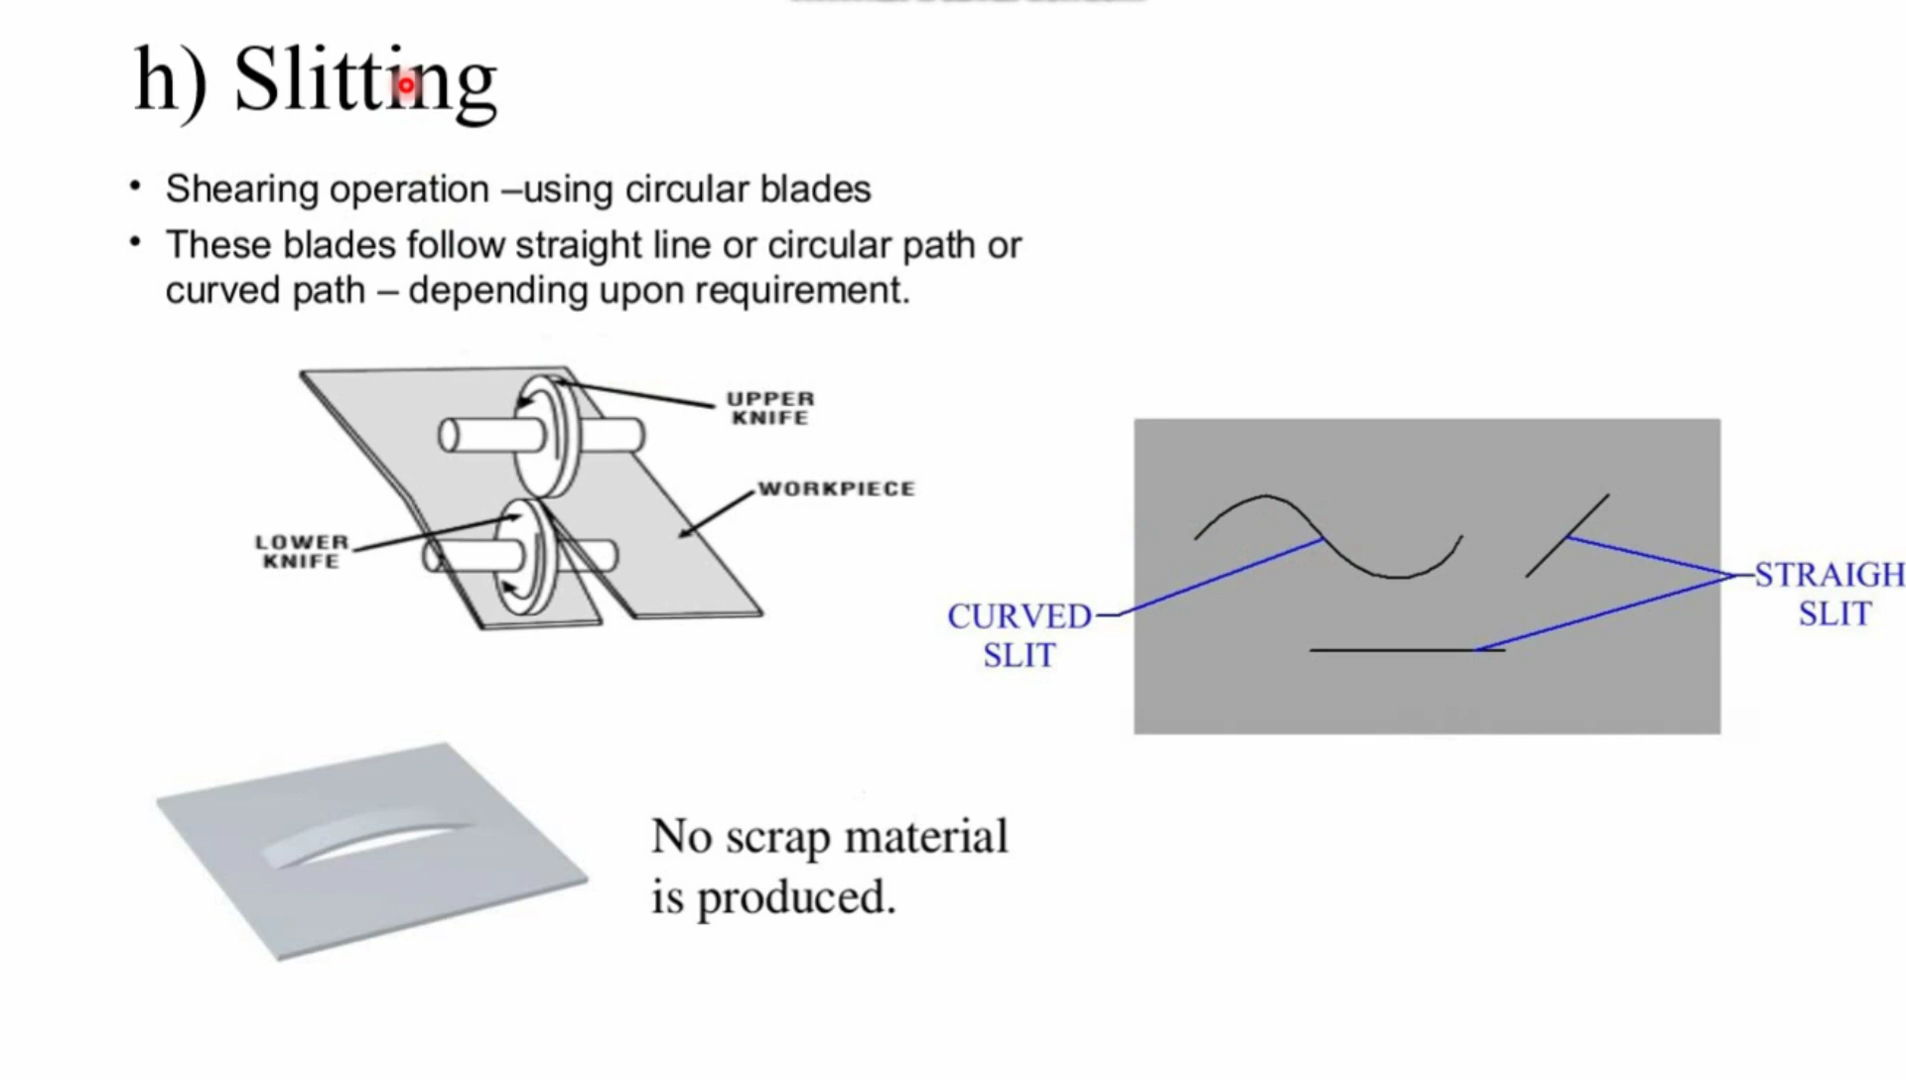 h) Slitting
• Shearing operation –using circular blades
• These blades follow straight line or circular path or
curved path – depending upon requirement.
UPPER
KNIFE
WORKPIECE
LOWER
KNIFE
CURVED
SLIT
STRAIGH
SLIT
No scrap material
is produced.